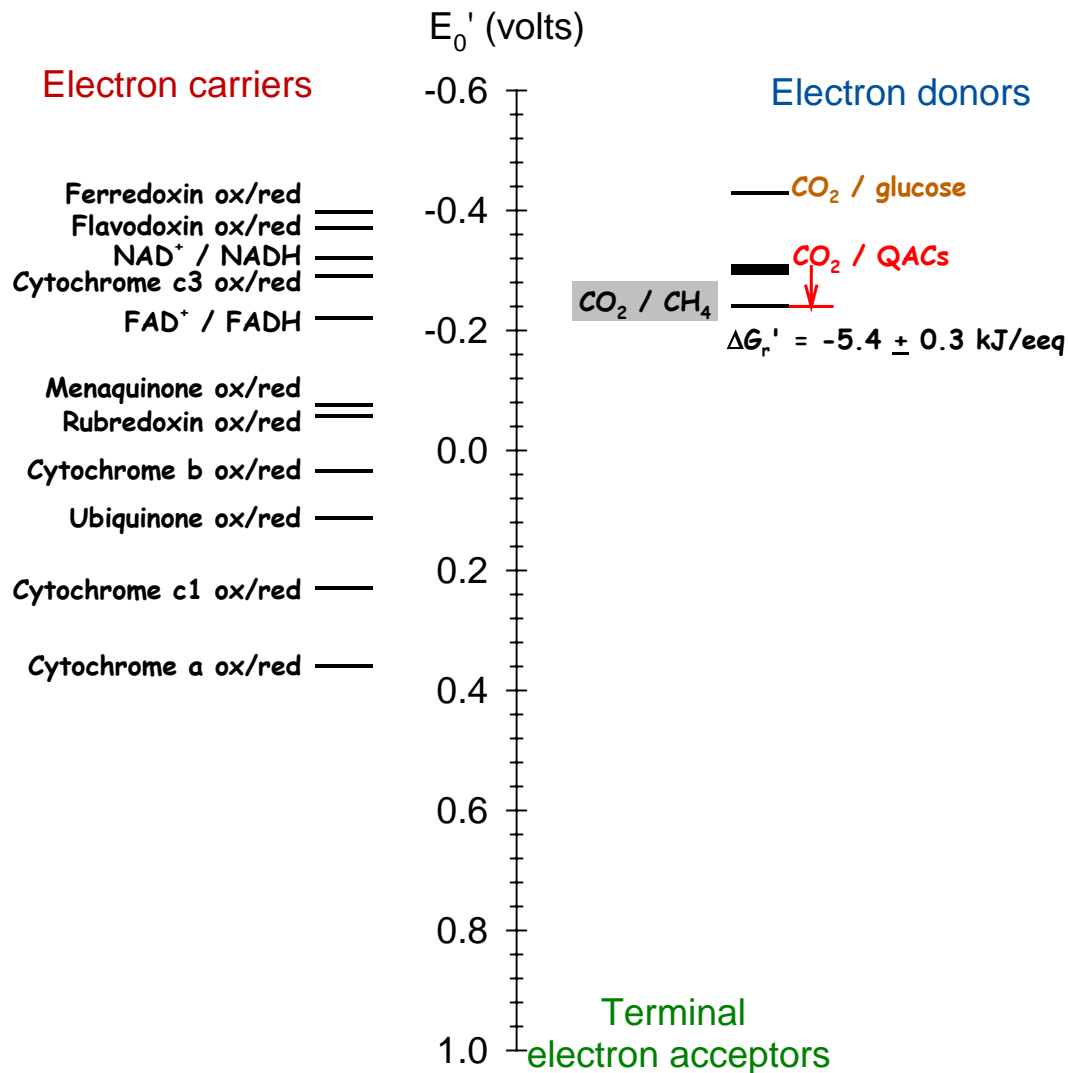 E₀' (volts)
Electron carriers
Electron donors
-0.6
-0.4
-0.2
0.0
0.2
0.4
0.6
0.8
1.0
Ferredoxin ox/red
Flavodoxin ox/red
NAD⁺ / NADH
Cytochrome c3 ox/red
FAD⁺ / FADH
Menaquinone ox/red
Rubredoxin ox/red
Cytochrome b ox/red
Ubiquinone ox/red
Cytochrome c1 ox/red
Cytochrome a ox/red
CO₂ / glucose
CO₂ / QACs
CO₂ / CH₄
ΔGᵣ' = -5.4 ± 0.3 kJ/eeq
Terminal
electron acceptors